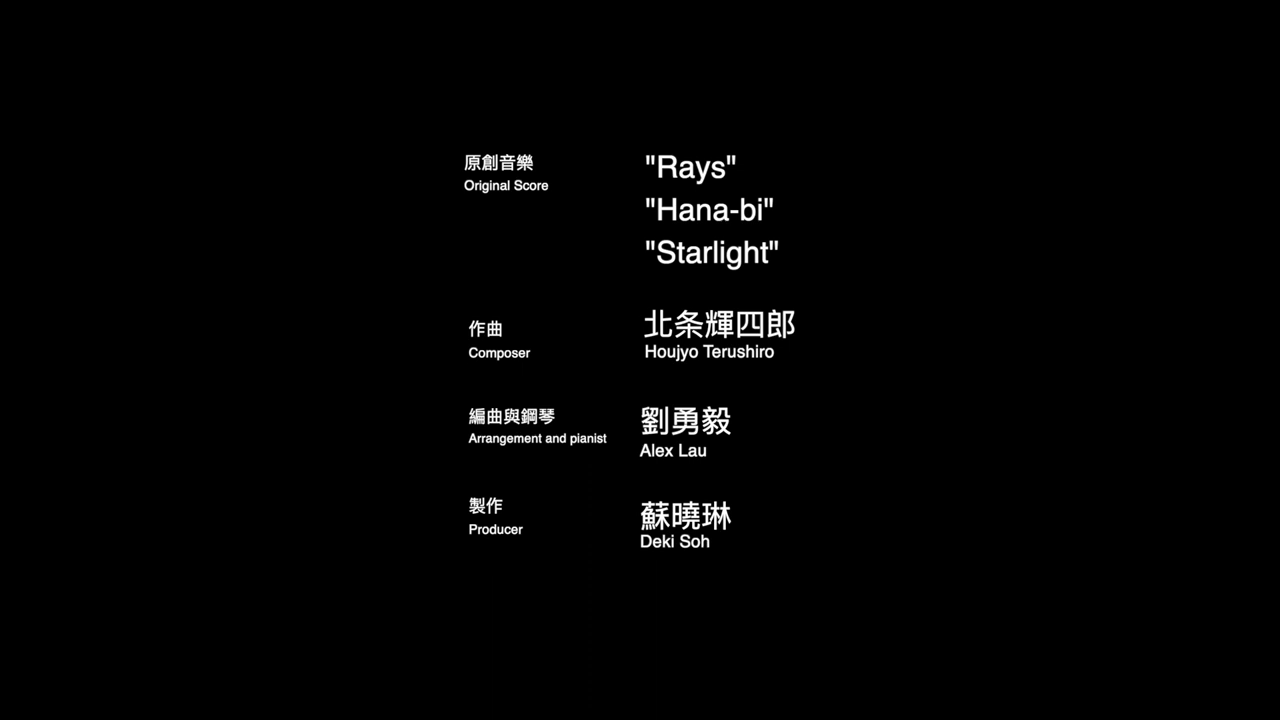 原創音樂
Original Score
"Rays"
"Hana-bi"
"Starlight"
作曲
Composer
北条輝四郎
Houjyo Terushiro
編曲與鋼琴
Arrangement and pianist
劉勇毅
Alex Lau
製作
Producer
蘇曉琳
Deki Soh